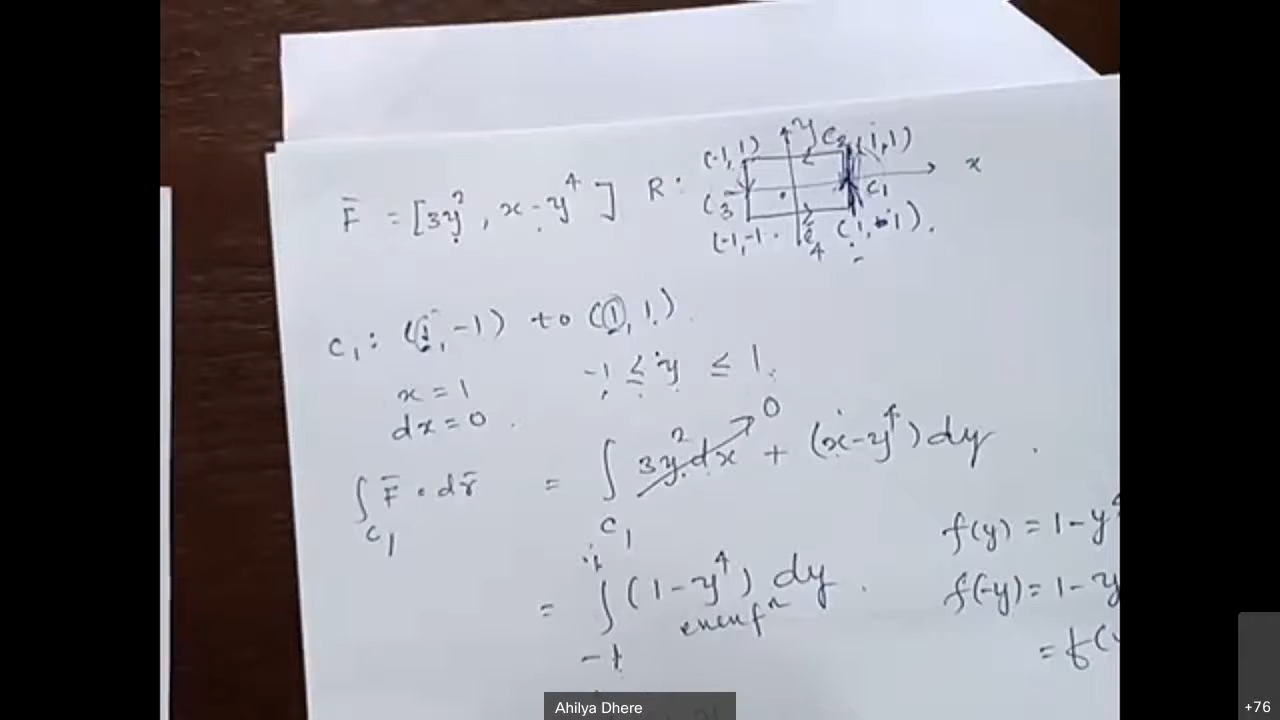 (-1, 1) y C2 (1,1)
F̄ = [3y², x-y⁴] R: x
C3 C1
(-1,-1 C4 (1,-1).
C₁: (1, -1) to (1, 1).
x = 1 -1 ≤ y ≤ 1.
dx = 0.
∫ F̄ • dr̄ = ∫ 3y²dx → 0 + (x-y⁴) dy.
C₁ C₁
f(y) = 1-y⁴
1
= ∫ (1-y⁴) dy. f(-y) = 1-y
-1 even fⁿ
= f(
Ahilya Dhere
+76